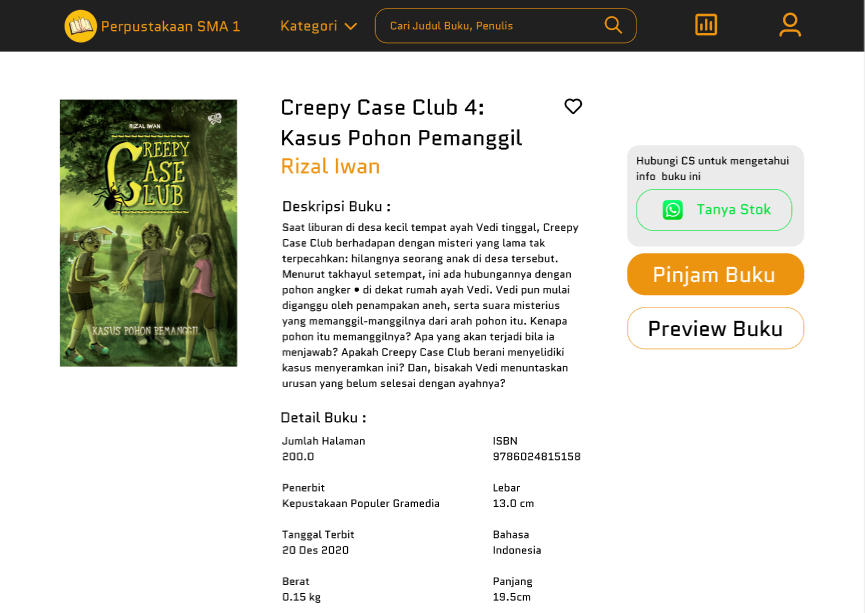 Perpustakaan SMA 1
Kategori
Cari Judul Buku, Penulis
RIZAL IWAN
CREEPY
CASE
CLUB
KASUS POHON PEMANGGIL
Creepy Case Club 4:
Kasus Pohon Pemanggil
Rizal Iwan
Deskripsi Buku :
Saat liburan di desa kecil tempat ayah Vedi tinggal, Creepy
Case Club berhadapan dengan misteri yang lama tak
terpecahkan: hilangnya seorang anak di desa tersebut.
Menurut takhayul setempat, ini ada hubungannya dengan
pohon angker • di dekat rumah ayah Vedi. Vedi pun mulai
diganggu oleh penampakan aneh, serta suara misterius
yang memanggil-manggilnya dari arah pohon itu. Kenapa
pohon itu memanggilnya? Apa yang akan terjadi bila ia
menjawab? Apakah Creepy Case Club berani menyelidiki
kasus menyeramkan ini? Dan, bisakah Vedi menuntaskan
urusan yang belum selesai dengan ayahnya?
Detail Buku :
Jumlah Halaman
200.0
ISBN
9786024815158
Penerbit
Kepustakaan Populer Gramedia
Lebar
13.0 cm
Tanggal Terbit
20 Des 2020
Bahasa
Indonesia
Berat
0.15 kg
Panjang
19.5cm
Hubungi CS untuk mengetahui
info buku ini
Tanya Stok
Pinjam Buku
Preview Buku